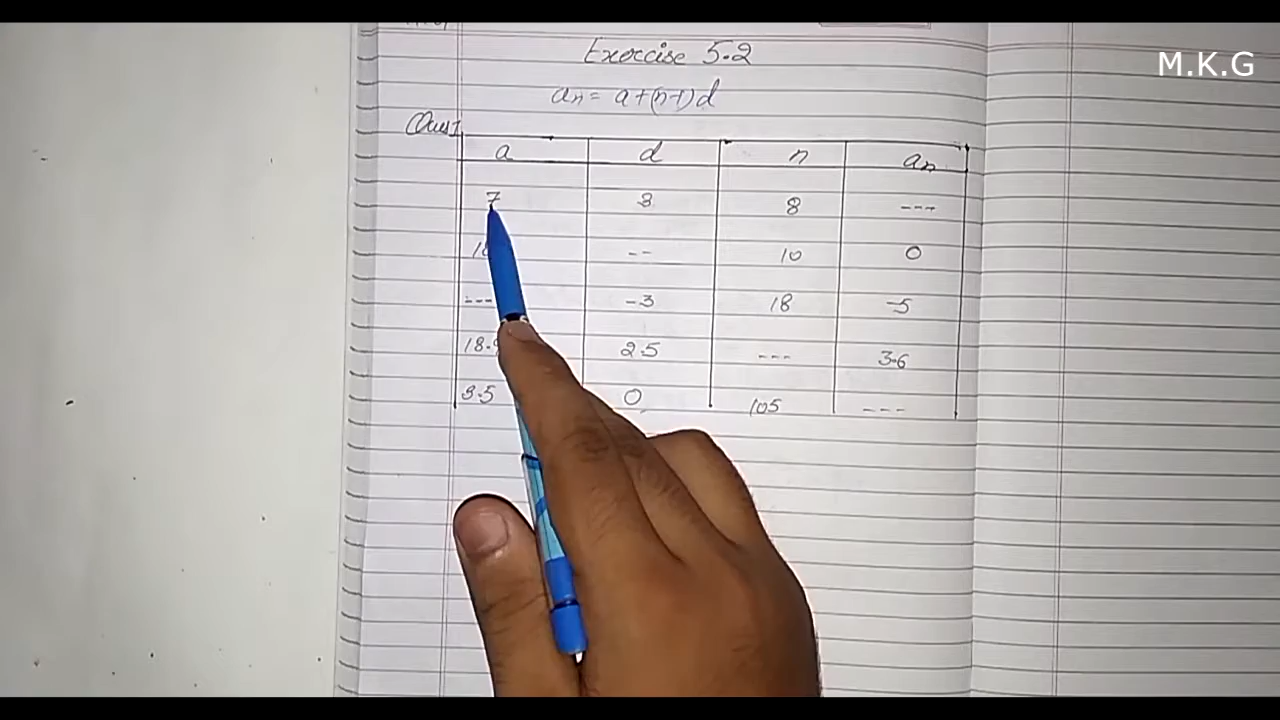 M.K.G
Exercise 5.2
an = a+(n-1)d
Ques1
a d n an
7 3 8 ---
-- 10 0
--- -3 18 -5
2.5 --- 3.6
3.5 0 105 ---